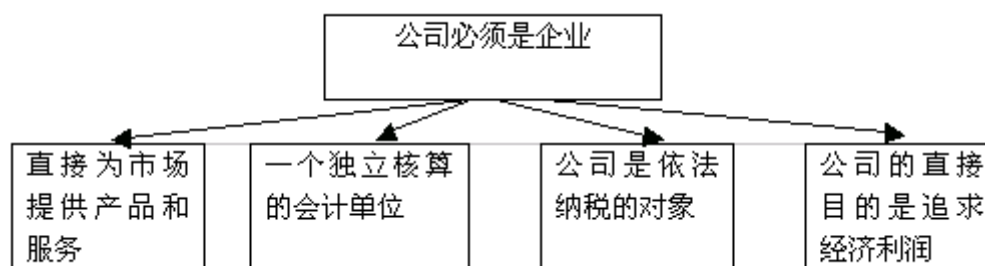 公司必须是企业
直接为市场
提供产品和
服务
一个独立核算
的会计单位
公司是依法
纳税的对象
公司的直接
目的是追求
经济利润